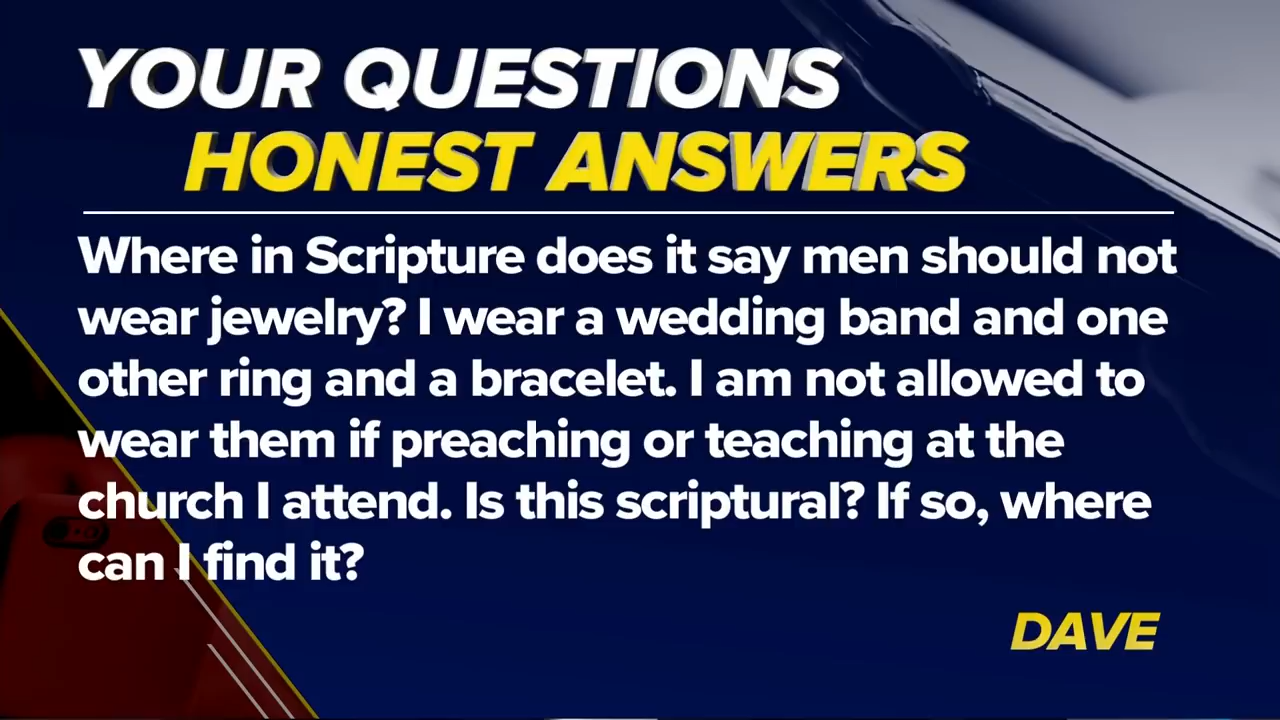 YOUR QUESTIONS
HONEST ANSWERS
Where in Scripture does it say men should not
wear jewelry? I wear a wedding band and one
other ring and a bracelet. I am not allowed to
wear them if preaching or teaching at the
church I attend. Is this scriptural? If so, where
can I find it?
DAVE